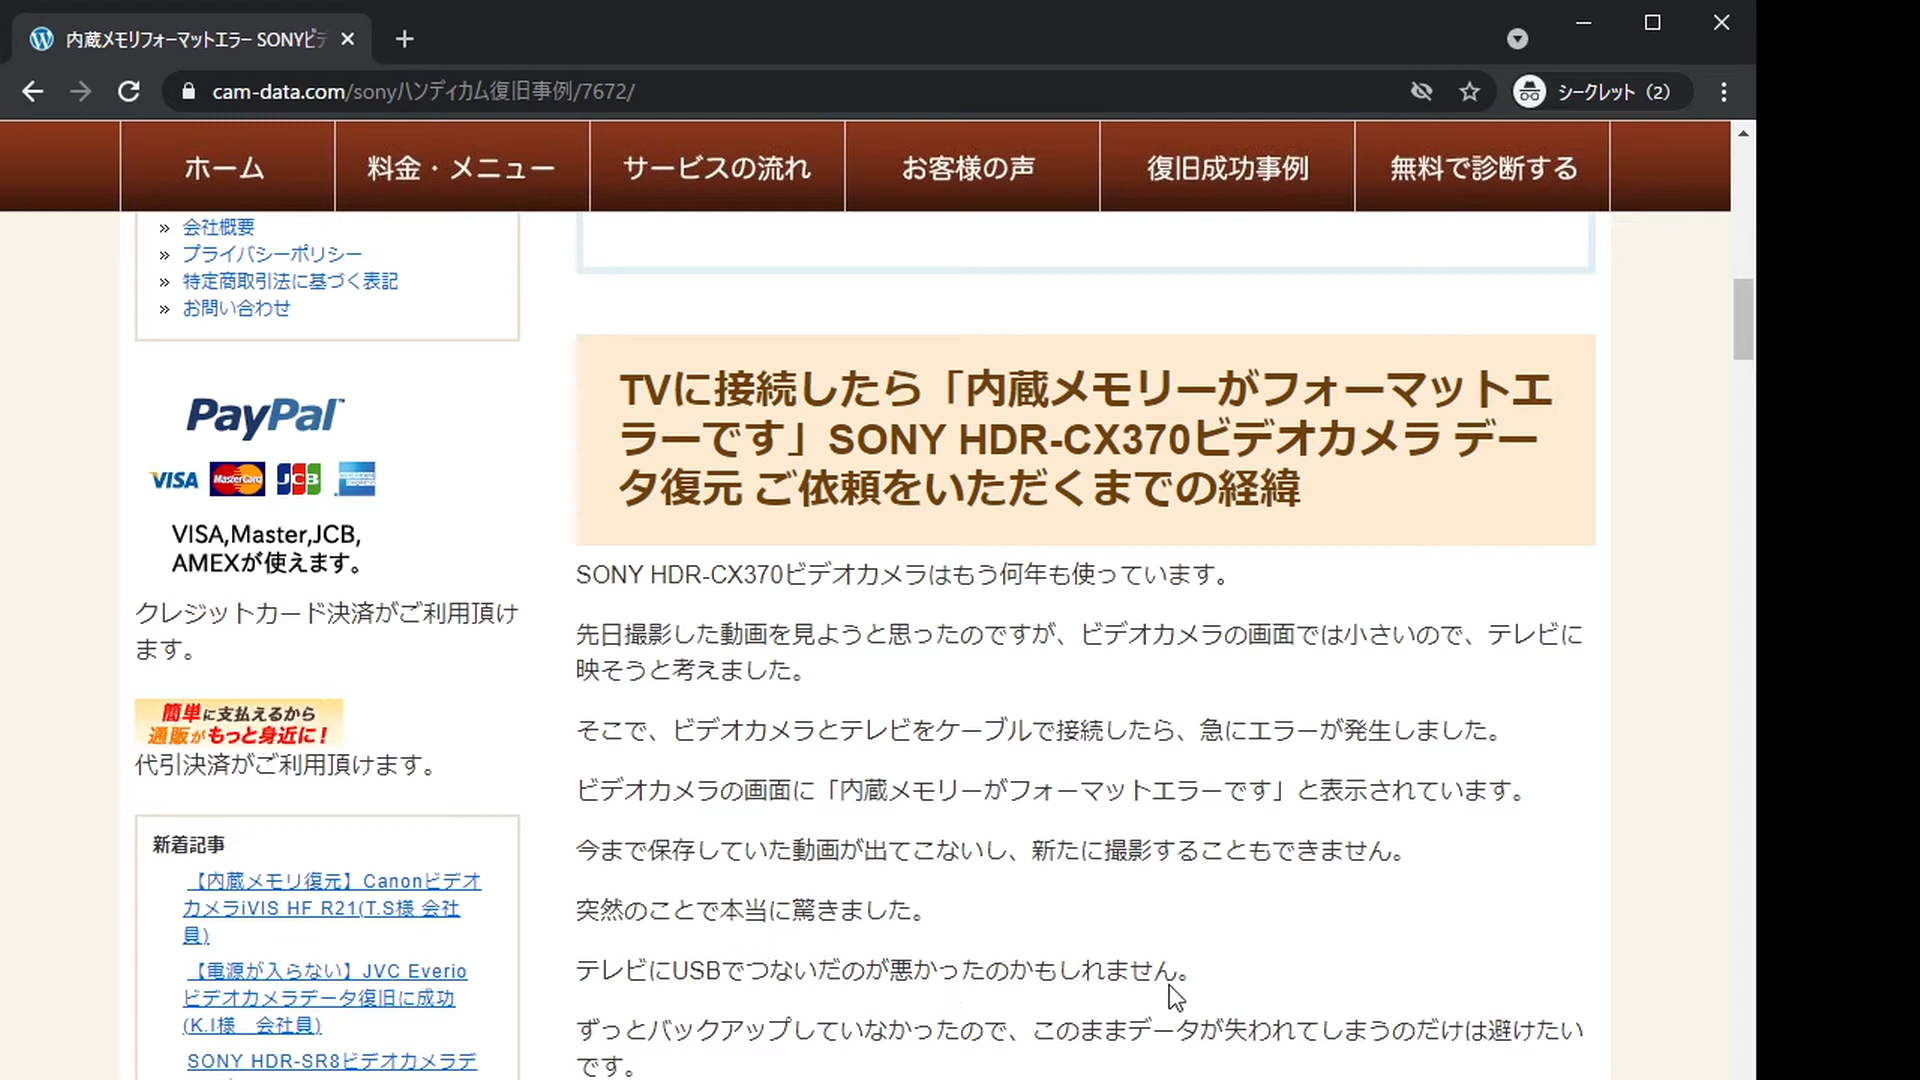 内蔵メモリフォーマットエラー SONYビデ
cam-data.com/sonyハンディカム復旧事例/7672/
シークレット (2)
ホーム
料金・メニュー
サービスの流れ
お客様の声
復旧成功事例
無料で診断する
» 会社概要
» プライバシーポリシー
» 特定商取引法に基づく表記
» お問い合わせ
PayPal
VISA MasterCard JCB
VISA,Master,JCB,
AMEXが使えます。
クレジットカード決済がご利用頂け
ます。
簡単に支払えるから
通販がもっと身近に!
代引決済がご利用頂けます。
新着記事
【内蔵メモリ復元】Canonビデオ
カメラiVIS HF R21(T.S様 会社
員)
【電源が入らない】JVC Everio
ビデオカメラデータ復旧に成功
(K.I様　会社員)
SONY HDR-SR8ビデオカメラデ
TVに接続したら「内蔵メモリーがフォーマットエ
ラーです」SONY HDR-CX370ビデオカメラ デー
タ復元 ご依頼をいただくまでの経緯
SONY HDR-CX370ビデオカメラはもう何年も使っています。
先日撮影した動画を見ようと思ったのですが、ビデオカメラの画面では小さいので、テレビに
映そうと考えました。
そこで、ビデオカメラとテレビをケーブルで接続したら、急にエラーが発生しました。
ビデオカメラの画面に「内蔵メモリーがフォーマットエラーです」と表示されています。
今まで保存していた動画が出てこないし、新たに撮影することもできません。
突然のことで本当に驚きました。
テレビにUSBでつないだのが悪かったのかもしれません。
ずっとバックアップしていなかったので、このままデータが失われてしまうのだけは避けたい
です。